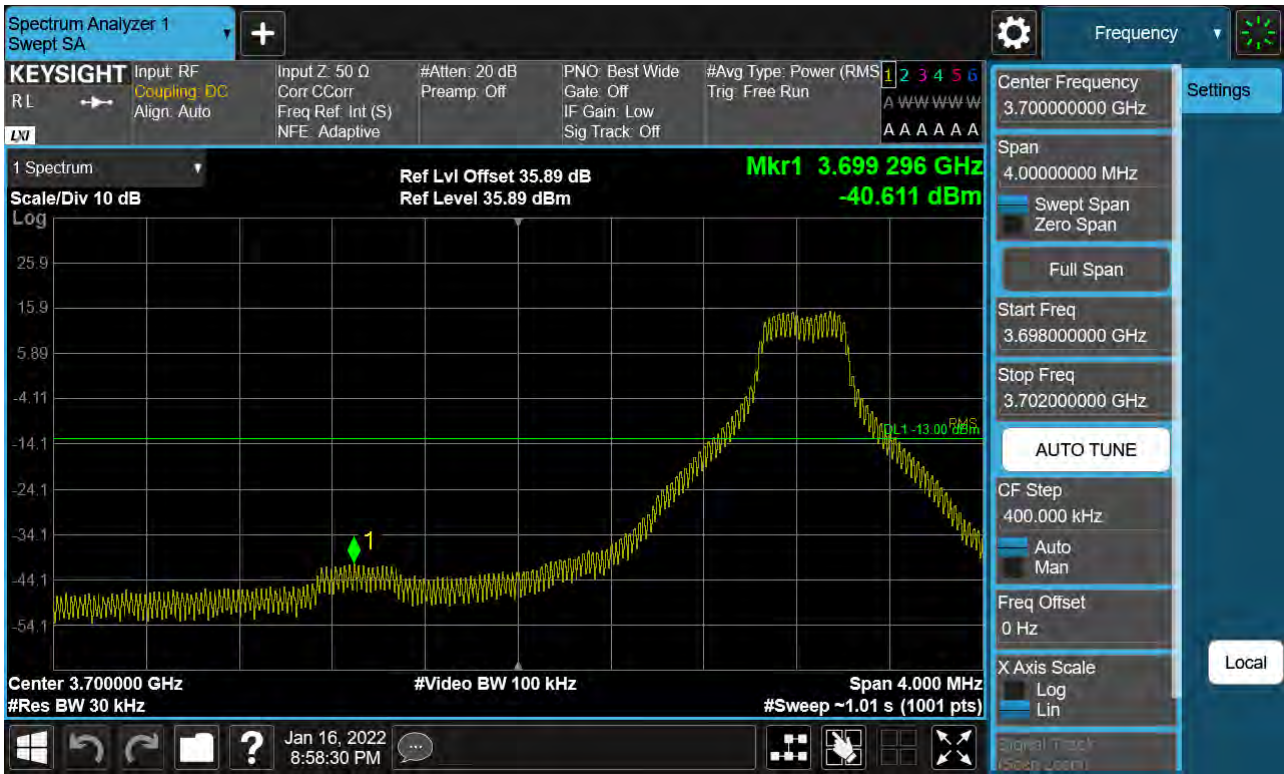 Spectrum Analyzer 1
Swept SA
+
Frequency
KEYSIGHT
RL
LXI
Input: RF
Coupling: DC
Align: Auto
Input Z: 50 Ω
Corr CCorr
Freq Ref: Int (S)
NFE: Adaptive
#Atten: 20 dB
Preamp: Off
PNO: Best Wide
Gate: Off
IF Gain: Low
Sig Track: Off
#Avg Type: Power (RMS
Trig: Free Run
1 2 3 4 5 6
A WW WW W
A A A A A A
1 Spectrum
Scale/Div 10 dB
Log
Ref Lvl Offset 35.89 dB
Ref Level 35.89 dBm
Mkr1 3.699 296 GHz
-40.611 dBm
25.9
15.9
5.89
-4.11
-14.1
-24.1
-34.1
-44.1
-54.1
1
RMS
DL1 -13.00 dBm
Center 3.700000 GHz
#Res BW 30 kHz
#Video BW 100 kHz
Span 4.000 MHz
#Sweep ~1.01 s (1001 pts)
Center Frequency
3.700000000 GHz
Span
4.00000000 MHz
Swept Span
Zero Span
Full Span
Start Freq
3.698000000 GHz
Stop Freq
3.702000000 GHz
AUTO TUNE
CF Step
400.000 kHz
Auto
Man
Freq Offset
0 Hz
X Axis Scale
Log
Lin
Signal Track
(Span Zoom)
Settings
Local
?
Jan 16, 2022
8:58:30 PM